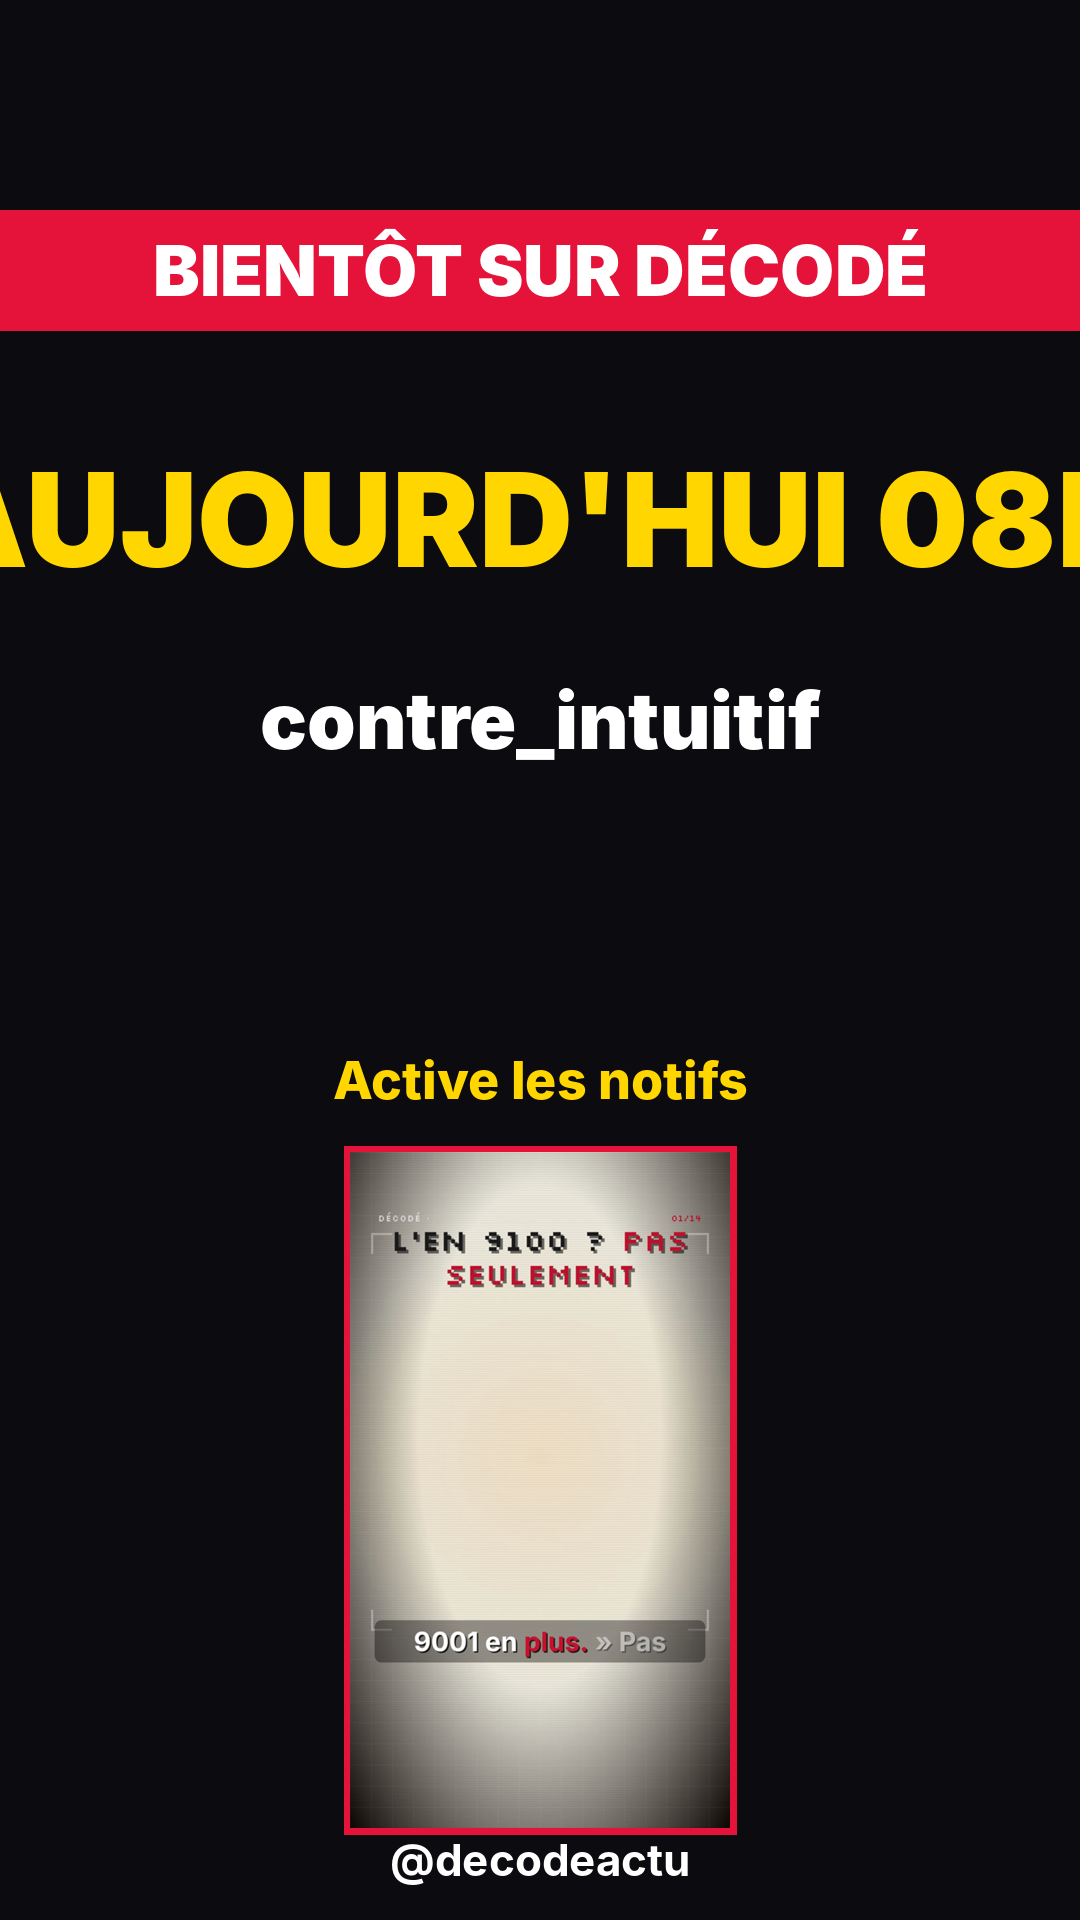 BIENTÔT SUR DÉCODÉ
AUJOURD'HUI 08H
contre_intuitif
Active les notifs
DÉCODÉ ·
01/14
L'EN 9100 ? PAS
SEULEMENT
9001 en plus. » Pas
@decodeactu